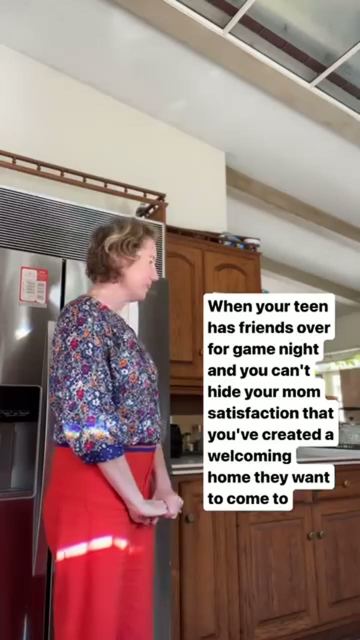 When your teen
has friends over
for game night
and you can't
hide your mom
satisfaction that
you've created a
welcoming
home they want
to come to